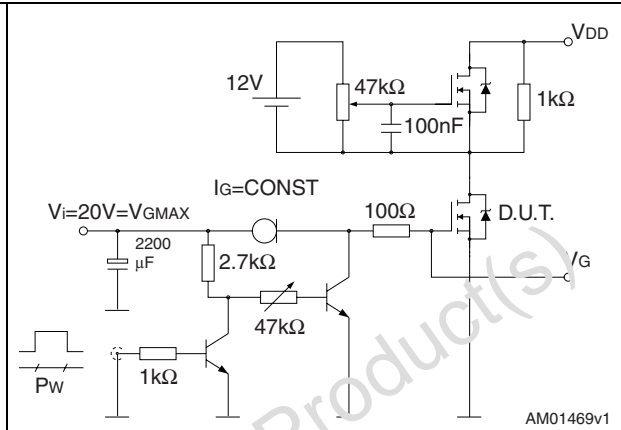 VDD
12V
47kΩ
1kΩ
100nF
IG=CONST
Vi=20V=VGMAX
100Ω
D.U.T.
2200
μF
2.7kΩ
VG
47kΩ
1kΩ
PW
Product(s)
AM01469v1